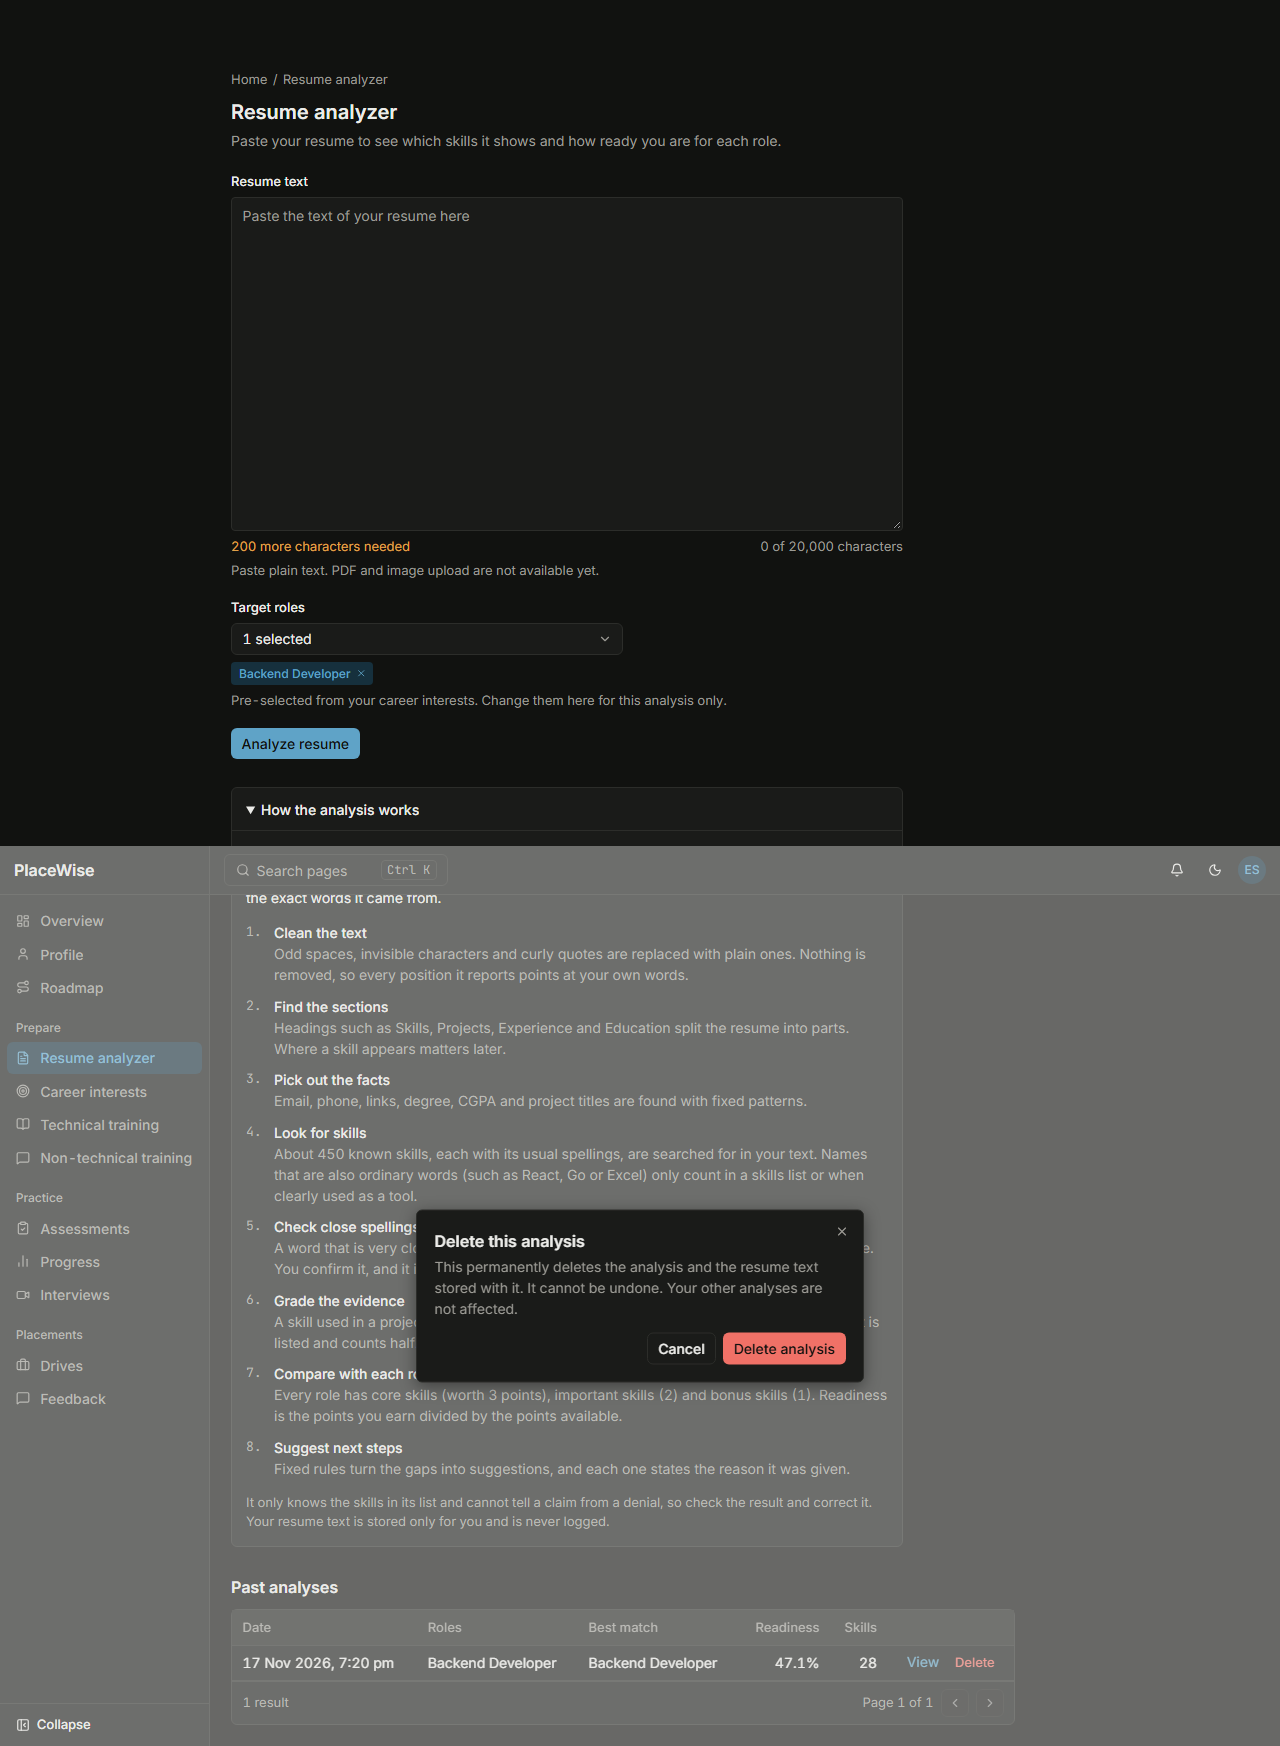 Home / Resume analyzer
Resume analyzer
Paste your resume to see which skills it shows and how ready you are for each role.
Resume text
Paste the text of your resume here
200 more characters needed
0 of 20,000 characters
Paste plain text. PDF and image upload are not available yet.
Target roles
1 selected
Backend Developer ×
Pre-selected from your career interests. Change them here for this analysis only.
Analyze resume
How the analysis works
PlaceWise
Search pages
Ctrl K
ES
Overview
Profile
Roadmap
Prepare
Resume analyzer
Career interests
Technical training
Non-technical training
Practice
Assessments
Progress
Interviews
Placements
Drives
Feedback
Collapse
the exact words it came from.
1. Clean the text
Odd spaces, invisible characters and curly quotes are replaced with plain ones. Nothing is
removed, so every position it reports points at your own words.
2. Find the sections
Headings such as Skills, Projects, Experience and Education split the resume into parts.
Where a skill appears matters later.
3. Pick out the facts
Email, phone, links, degree, CGPA and project titles are found with fixed patterns.
4. Look for skills
About 450 known skills, each with its usual spellings, are searched for in your text. Names
that are also ordinary words (such as React, Go or Excel) only count in a skills list or when
clearly used as a tool.
5. Check close spellings
A word that is very
You confirm, and it
6. Grade the evidence
A skill used in a
is
listed and counts half
7. Compare with each
Every role has core skills (worth 3 points), important skills (2) and bonus skills (1). Readiness
is the points you earn divided by the points available.
8. Suggest next steps
Fixed rules turn the gaps into suggestions, and each one states the reason it was given.
It only knows the skills in its list and cannot tell a claim from a denial, so check the result and correct it.
Your resume text is stored only for you and is never logged.
Delete this analysis
This permanently deletes the analysis and the resume text
stored with it. It cannot be undone. Your other analyses are
not affected.
Cancel
Delete analysis
Past analyses
Date Roles Best match Readiness Skills
17 Nov 2026, 7:20 pm Backend Developer Backend Developer 47.1% 28 View Delete
1 result
Page 1 of 1